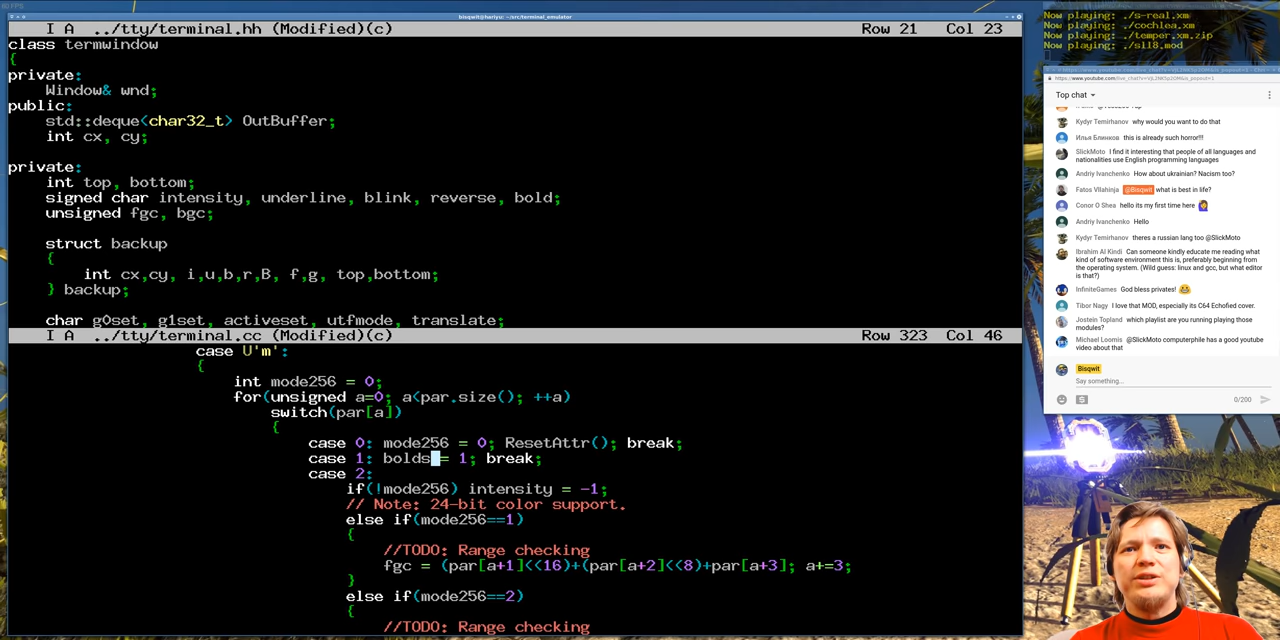 60 FPS
bisqwit@hariyu: ~/src/terminal_emulator
I A ../tty/terminal.hh (Modified)(c) Row 21 Col 23
class termwindow
{
private:
Window& wnd;
public:
std::deque<char32_t> OutBuffer;
int cx, cy;
private:
int top, bottom;
signed char intensity, underline, blink, reverse, bold;
unsigned fgc, bgc;
struct backup
{
int cx,cy, i,u,b,r,B, f,g, top,bottom;
} backup;
char g0set, g1set, activeset, utfmode, translate;
I A ../tty/terminal.cc (Modified)(c) Row 323 Col 46
case U'm':
{
int mode256 = 0;
for(unsigned a=0; a<par.size(); ++a)
switch(par[a])
{
case 0: mode256 = 0; ResetAttr(); break;
case 1: bolds = 1; break;
case 2:
if(!mode256) intensity = -1;
// Note: 24-bit color support.
else if(mode256==1)
{
//TODO: Range checking
fgc = (par[a+1]<<16)+(par[a+2]<<8)+par[a+3]; a+=3;
}
else if(mode256==2)
{
//TODO: Range checking
Now playing: ./s-real.xm
Now playing: ./cochlea.xm
Now playing: ./temper.xm.zip
Now playing: ./sll8.mod
Top chat
Kydyr Temirhanov why would you want to do that
Илья Блинков this is already such horror!!!
SlickMoto I find it interesting that people of all languages and
nationalities use English programming languages
Andriy Ivanchenko How about ukrainian? Nacism too?
Fatos Vllahinja @Bisqwit what is best in life?
Conor O Shea hello its my first time here
Andriy Ivanchenko Hello
Kydyr Temirhanov theres a russian lang too @SlickMoto
Ibrahim Al Kindi Can someone kindly educate me reading what
kind of software environment this is, preferably beginning from
the operating system. (Wild guess: linux and gcc, but what editor
is that?)
InfiniteGames God bless privates!
Tibor Nagy I love that MOD, especially its C64 Echofied cover.
Jostein Topland which playlist are you running playing those
modules?
Michael Loomis @SlickMoto computerphile has a good youtube
video about that
Bisqwit
Say something...
0/200